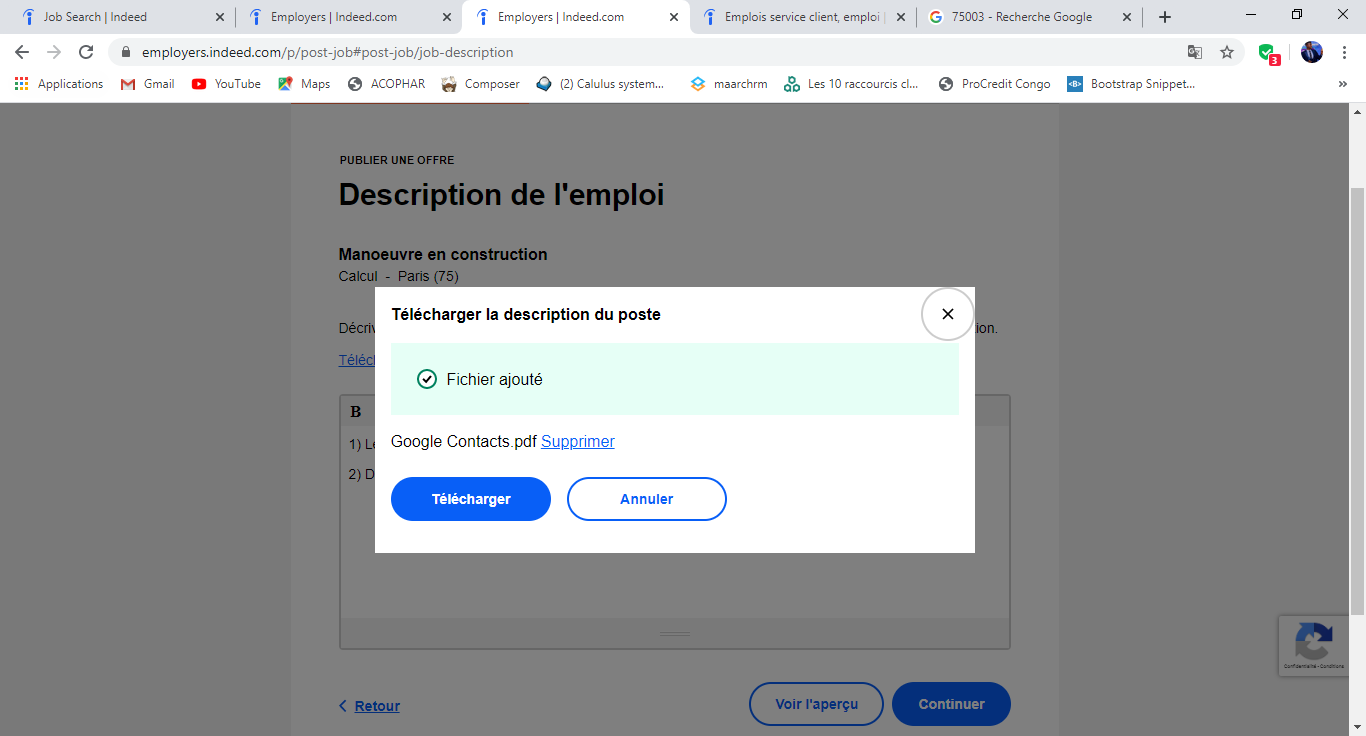 Job Search | Indeed
Employers | Indeed.com
Employers | Indeed.com
Emplois service client, emploi
75003 - Recherche Google
employers.indeed.com/p/post-job#post-job/job-description
3
Applications
Gmail
YouTube
Maps
ACOPHAR
Composer
(2) Calulus system...
maarchrm
Les 10 raccourcis cl...
ProCredit Congo
Bootstrap Snippet...
»
PUBLIER UNE OFFRE
Description de l'emploi
Manoeuvre en construction
Calcul - Paris (75)
Télécharger la description du poste
Décriv
ion.
Téléc
Fichier ajouté
B
1) Le
Google Contacts.pdf Supprimer
2) D
Télécharger
Annuler
Confidentialité - Conditions
Retour
Voir l'aperçu
Continuer